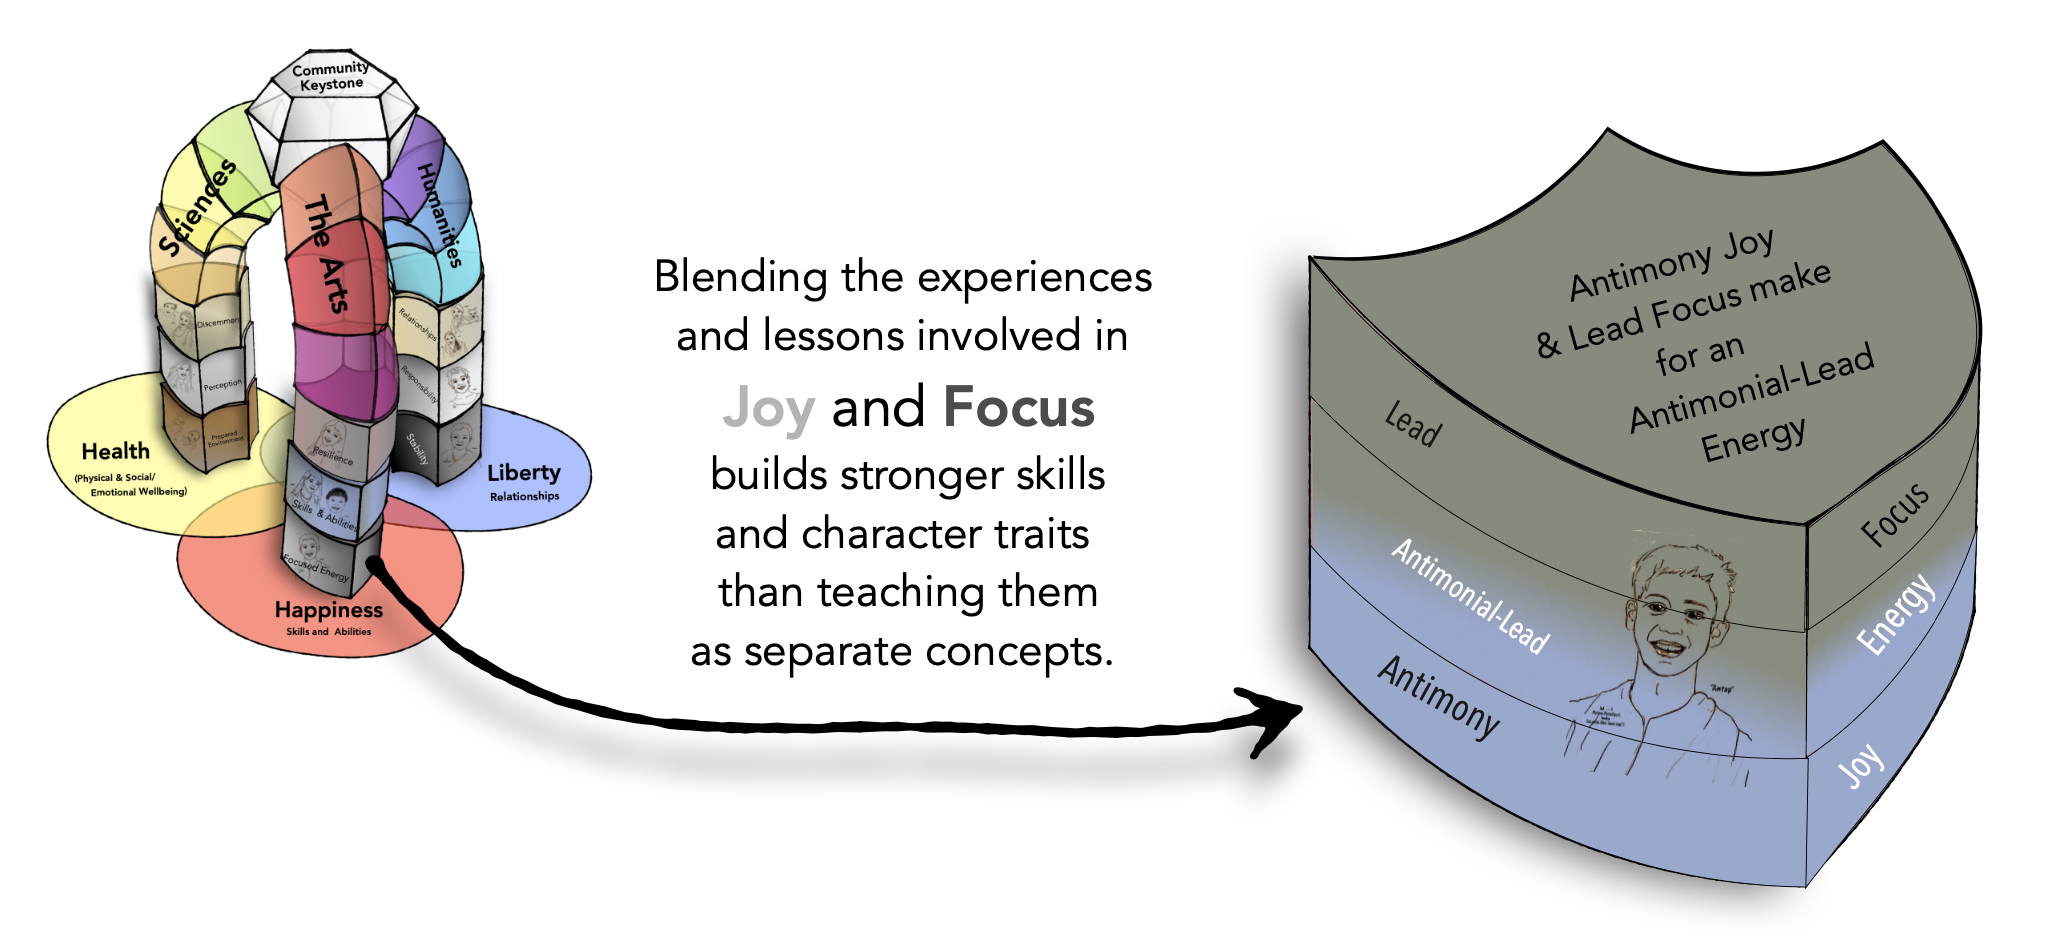 Community
Keystone
Sciences
The Arts
Humanities
Discernment
Perception
Prepared
Environment
Relationships
Responsibility
Stability
Resilience
Skills & Abilities
Focused Energy
Health
(Physical & Social/
Emotional Wellbeing)
Liberty
Relationships
Happiness
Skills and Abilities
Blending the experiences
and lessons involved in
Joy and Focus
builds stronger skills
and character traits
than teaching them
as separate concepts.
Antimony Joy
& Lead Focus make
for an
Antimonial-Lead
Energy
Lead
Focus
Antimonial-Lead
Energy
Antimony
Joy
"Antap"